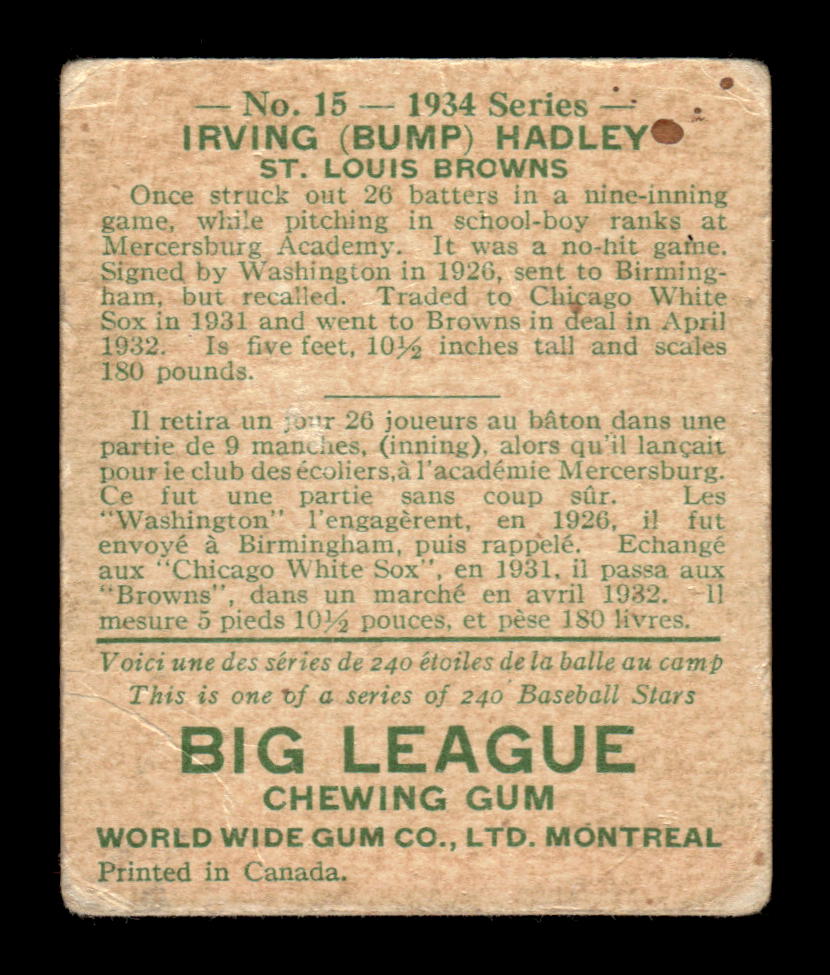 — No. 15 — 1934 Series —
IRVING (BUMP) HADLEY
ST. LOUIS BROWNS
Once struck out 26 batters in a nine-inning
game, while pitching in school-boy ranks at
Mercersburg Academy. It was a no-hit game.
Signed by Washington in 1926, sent to Birming-
ham, but recalled. Traded to Chicago White
Sox in 1931 and went to Browns in deal in April
1932. Is five feet, 10½ inches tall and scales
180 pounds.
Il retira un jour 26 joueurs au bâton dans une
partie de 9 manches, (inning), alors qu'il lançait
pour le club des écoliers, à l'académie Mercersburg.
Ce fut une partie sans coup sûr. Les
"Washington" l'engagèrent, en 1926, il fut
envoyé à Birmingham, puis rappelé. Echangé
aux "Chicago White Sox", en 1931, il passa aux
"Browns", dans un marché en avril 1932. Il
mesure 5 pieds 10½ pouces, et pèse 180 livres.
Voici une des séries de 240 étoiles de la balle au camp
This is one of a series of 240 Baseball Stars
BIG LEAGUE
CHEWING GUM
WORLD WIDE GUM CO., LTD. MONTREAL
Printed in Canada.